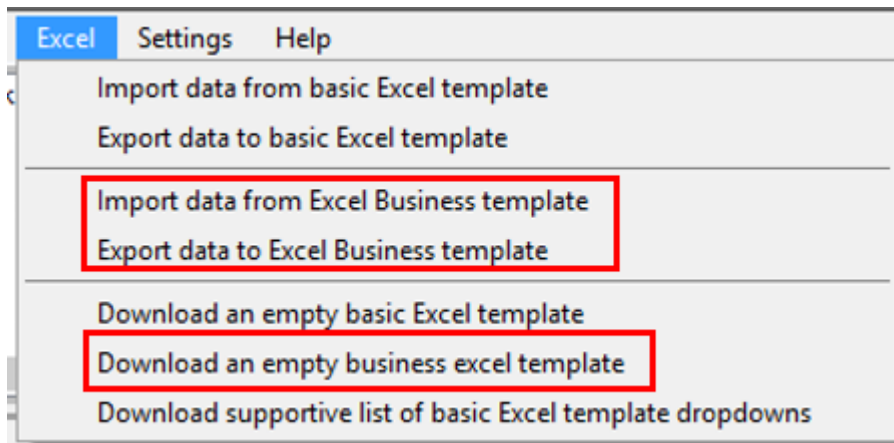 Excel Settings Help
Import data from basic Excel template
Export data to basic Excel template
Import data from Excel Business template
Export data to Excel Business template
Download an empty basic Excel template
Download an empty business excel template
Download supportive list of basic Excel template dropdowns